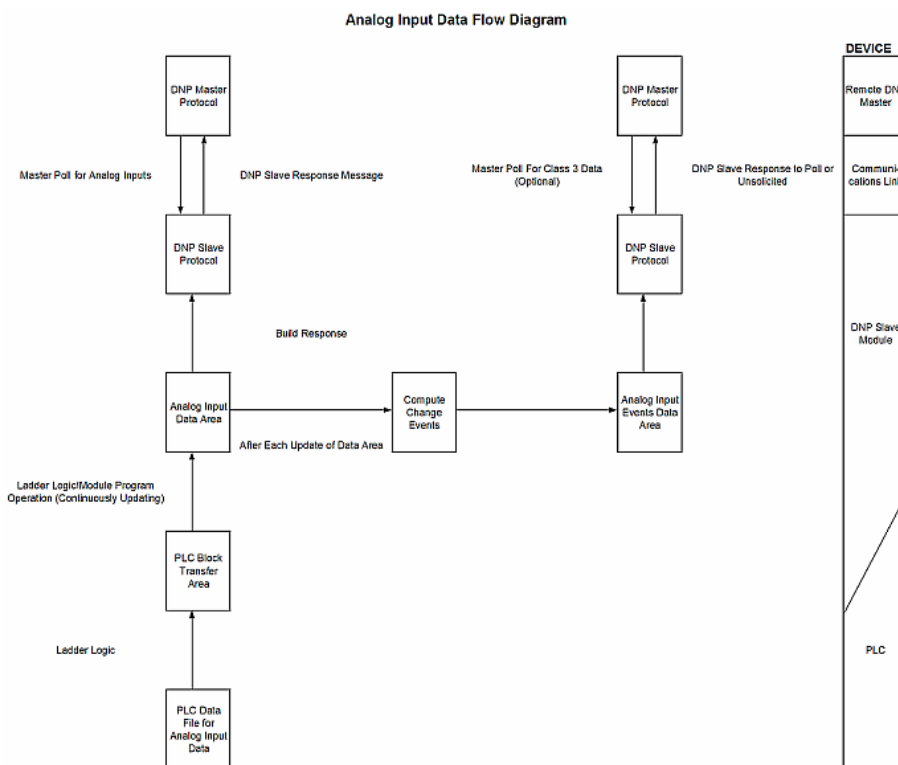 Analog Input Data Flow Diagram
DEVICE
DNP Master
Protocol
DNP Master
Protocol
Remote DN
Master
Master Poll for Analog Inputs
DNP Slave Response Message
Master Poll For Class 3 Data
(Optional)
DNP Slave Response to Poll or
Unsolicited
Communi-
cations Lin
DNP Slave
Protocol
DNP Slave
Protocol
Build Response
DNP Slave
Module
Analog Input
Data Area
Compute
Change
Events
Analog Input
Events Data
Area
After Each Update of Data Area
Ladder Logic/Module Program
Operation (Continuously Updating)
PLC Block
Transfer
Area
Ladder Logic
PLC
PLC Data
File for
Analog Input
Data